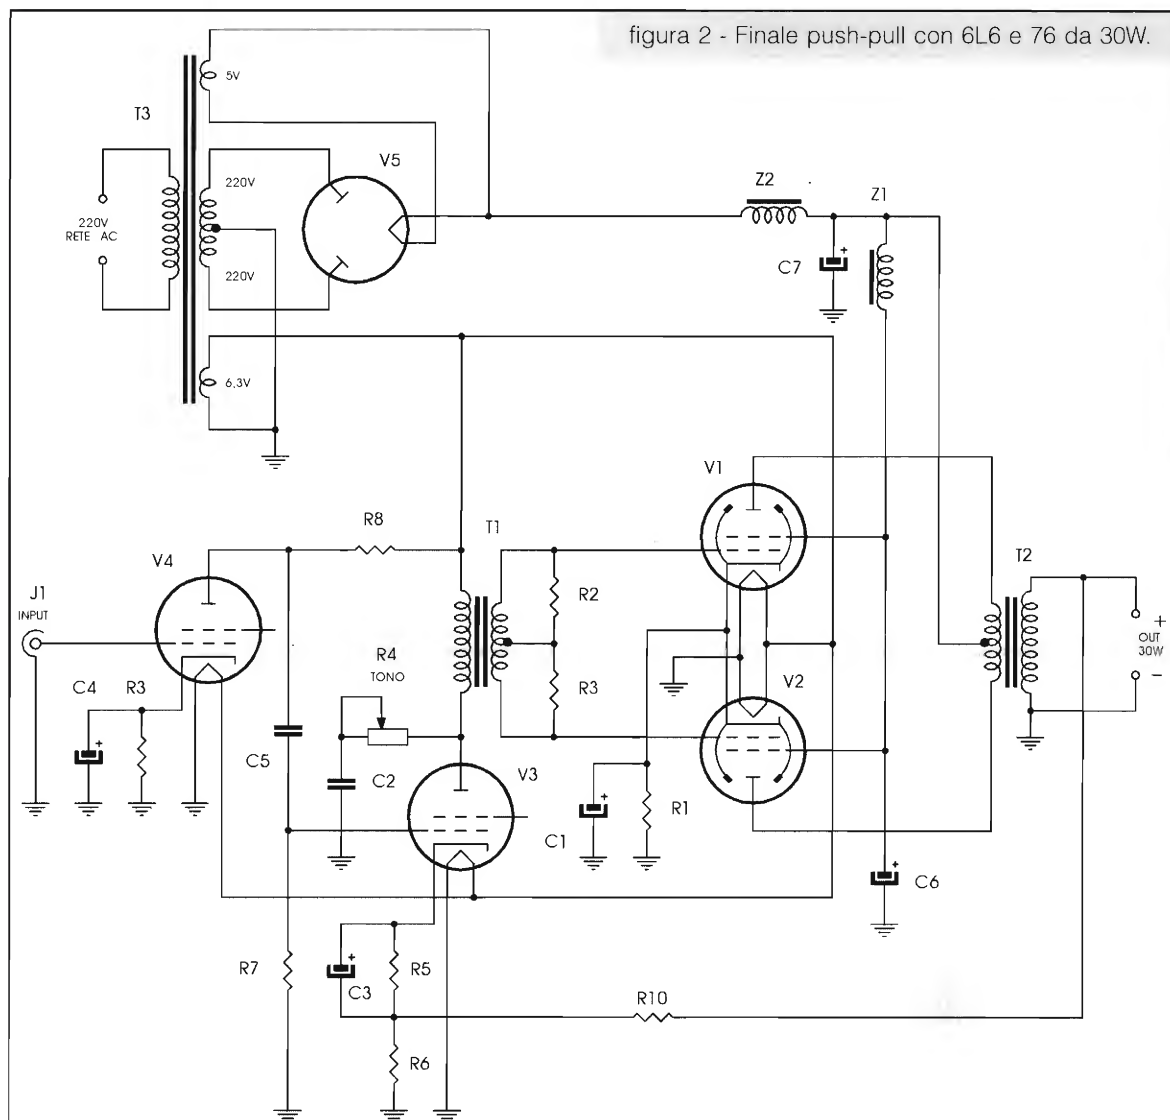 figura 2 - Finale push-pull con 6L6 e 76 da 30W.
5V
T3
V5
220V
220V
RETE AC
220V
6,3V
Z2
Z1
C7
+
V1
R8
T1
V4
J1
INPUT
R2
T2
+
OUT
30W
−
R4
TONO
R3
C4
R3
+
V2
C5
C2
V3
+
C1
R1
+
C6
R7
+
C3
R5
R10
R6